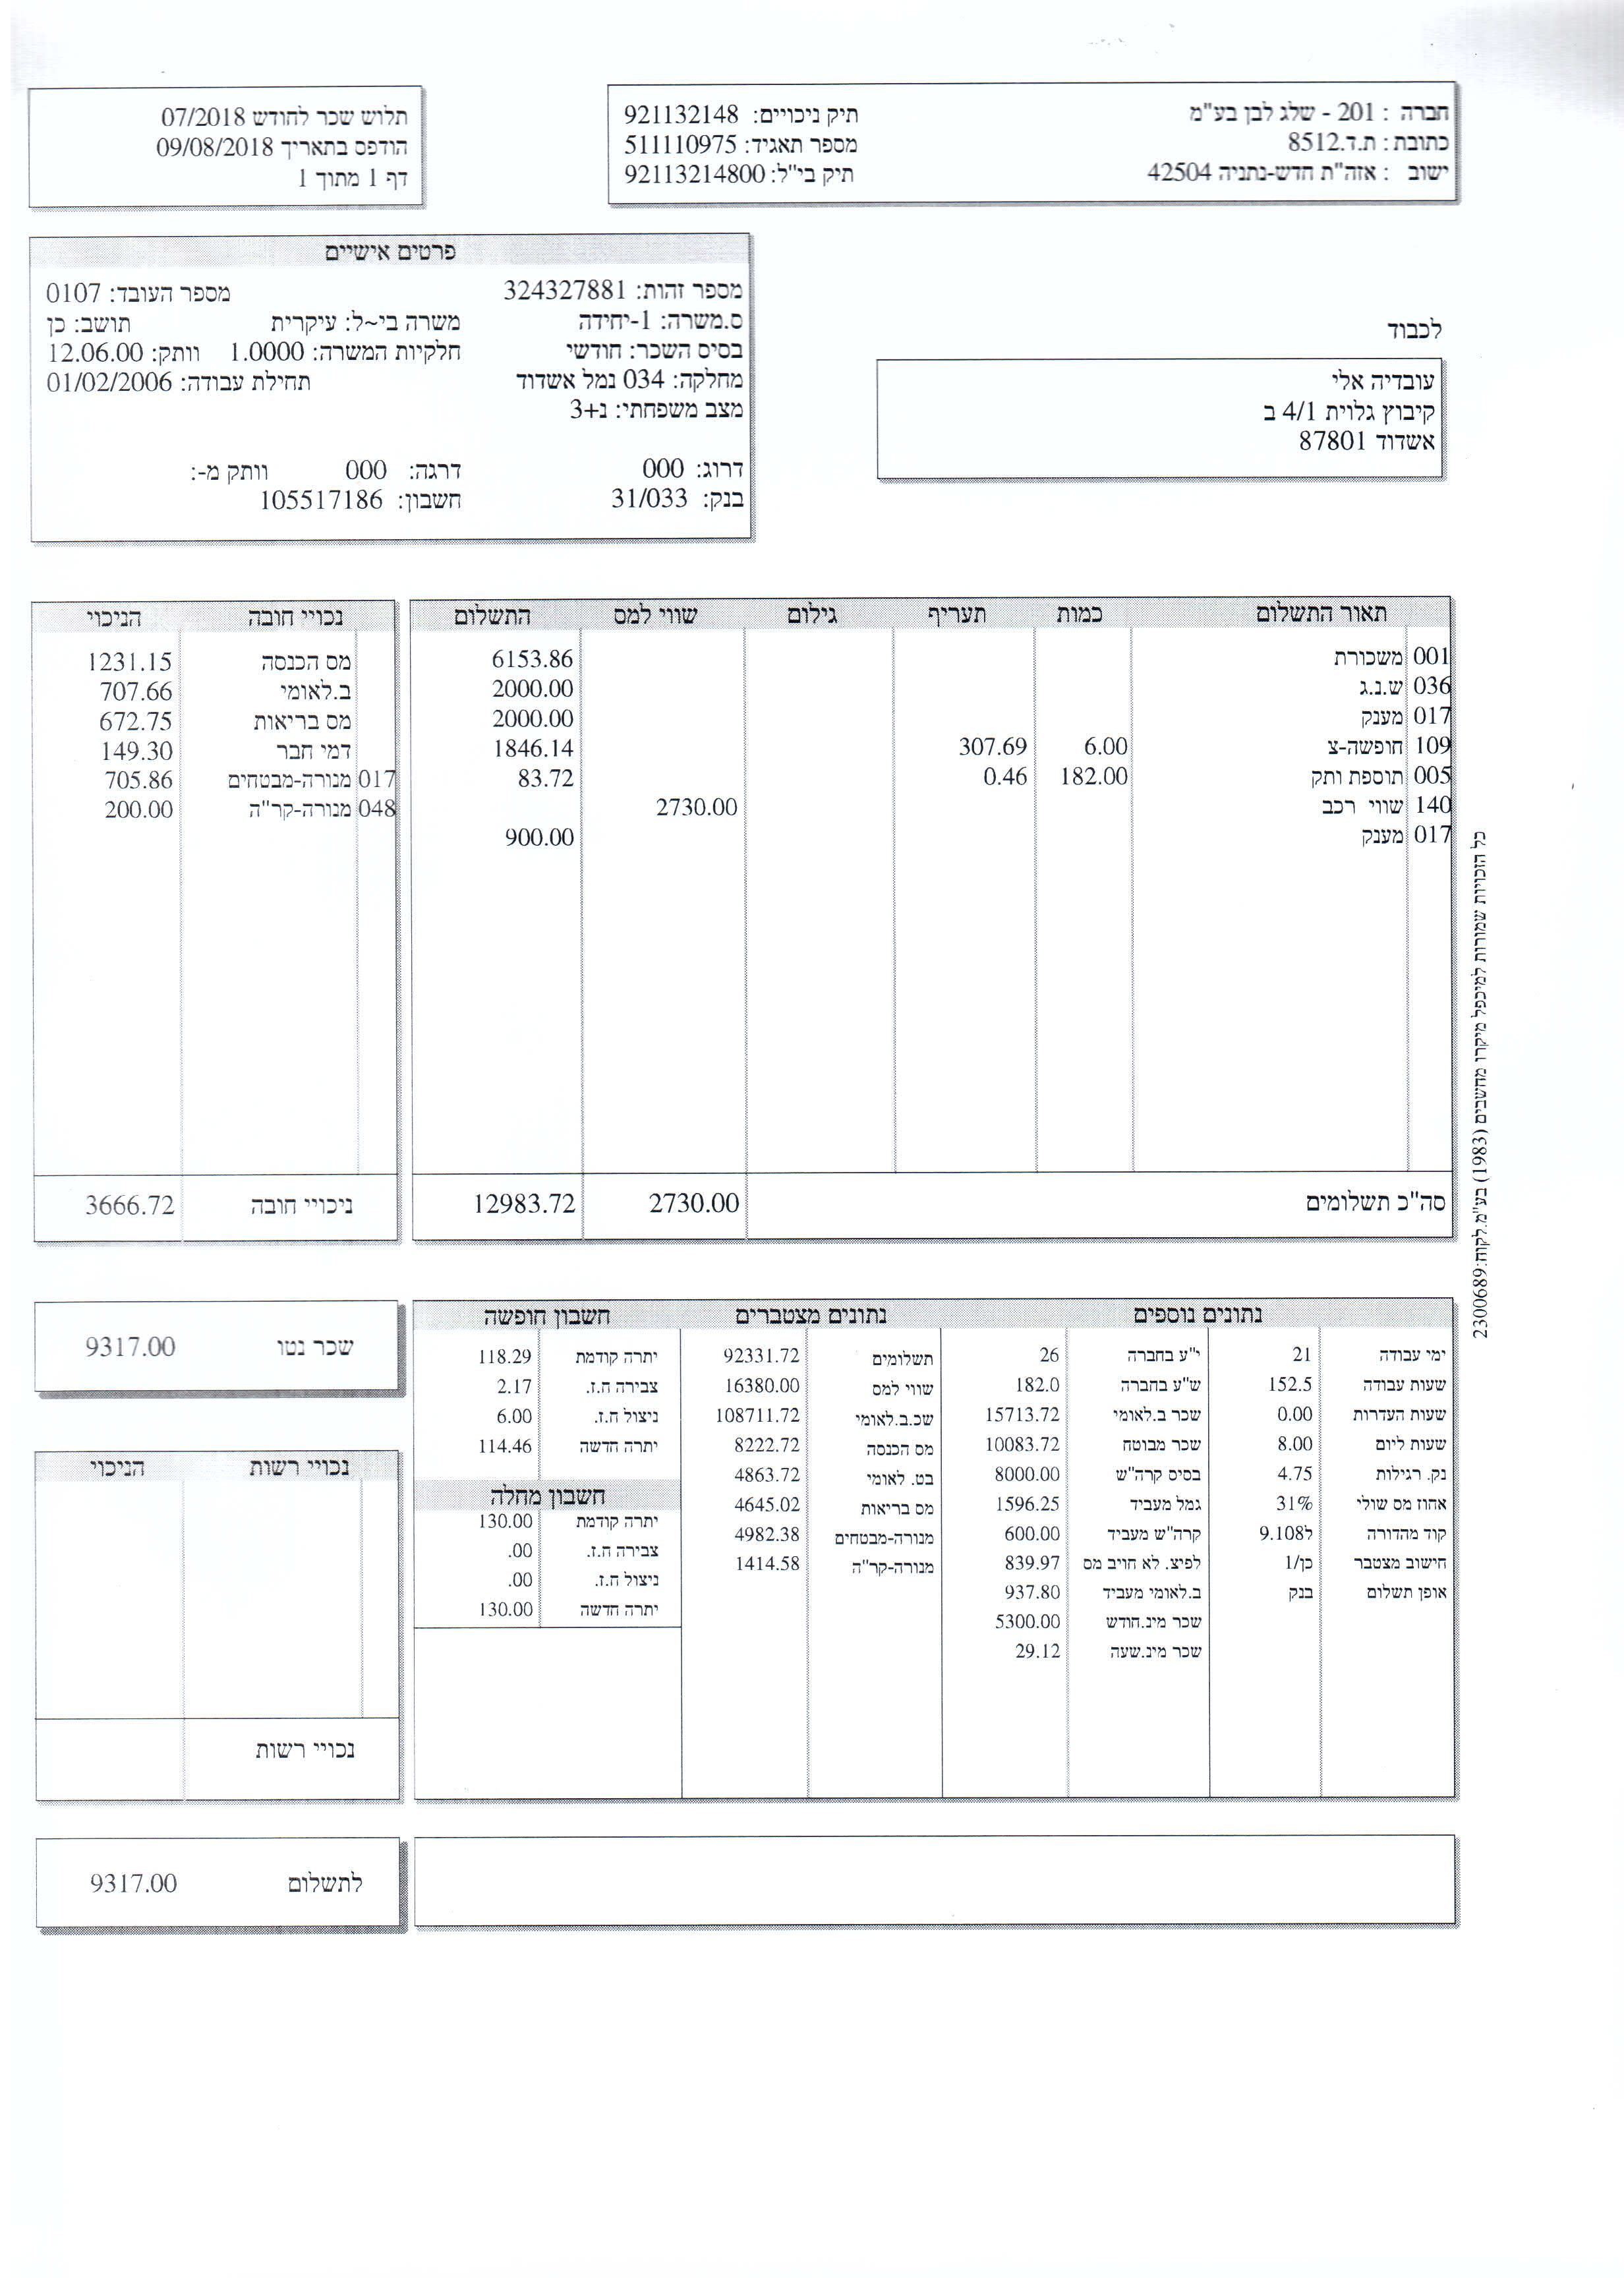 חברה : 201 - שלג לבן בע"מ
כתובת : ת.ד.8512
ישוב : אזה"ת חדש-נתניה 42504
תיק ניכויים: 921132148
מספר תאגיד: 511110975
תיק בי"ל: 92113214800
תלוש שכר לחודש 07/2018
הודפס בתאריך 09/08/2018
דף 1 מתוך 1
פרטים אישיים
מספר זהות: 324327881 מספר העובד: 0107
ס.משרה: 1-יחידה משרה בי~ל: עיקרית תושב: כן
בסיס השכר: חודשי חלקיות המשרה: 1.0000 וותק: 12.06.00
מחלקה: 034 נמל אשדוד תחילת עבודה: 01/02/2006
מצב משפחתי: נ+3
דרוג: 000 דרגה: 000 וותק מ-:
בנק: 31/033 חשבון: 105517186
לכבוד
עובדיה אלי
קיבוץ גלוית 4/1 ב
אשדוד 87801
תאור התשלום כמות תעריף גילום שווי למס התשלום
001 משכורת 6153.86
036 ש.נ.ג 2000.00
017 מענק 2000.00
109 חופשה-צ 6.00 307.69 1846.14
005 תוספת ותק 182.00 0.46 83.72
140 שווי רכב 2730.00
017 מענק 900.00
סה"כ תשלומים 2730.00 12983.72
נכויי חובה הניכוי
מס הכנסה 1231.15
ב.לאומי 707.66
מס בריאות 672.75
דמי חבר 149.30
017 מנורה-מבטחים 705.86
048 מנורה-קר"ה 200.00
ניכויי חובה 3666.72
כל הזכויות שמורות למיכפל מיקרו מחשבים (1983) בע"מ.לקוח:2300689
נתונים נוספים
ימי עבודה 21 י"ע בחברה 26
שעות עבודה 152.5 ש"ע בחברה 182.0
שעות העדרות 0.00 שכר ב.לאומי 15713.72
שעות ליום 8.00 שכר מבוטח 10083.72
נק. רגילות 4.75 בסיס קרה"ש 8000.00
אחוז מס שולי 31% גמל מעביד 1596.25
קוד מהדורה 9.108ל קרה"ש מעביד 600.00
חישוב מצטבר כן/1 לפיצ. לא חויב מס 839.97
אופן תשלום בנק ב.לאומי מעביד 937.80
שכר מינ.חודש 5300.00
שכר מינ.שעה 29.12
נתונים מצטברים
תשלומים 92331.72
שווי למס 16380.00
שכ.ב.לאומי 108711.72
מס הכנסה 8222.72
בט. לאומי 4863.72
מס בריאות 4645.02
מנורה-מבטחים 4982.38
מנורה-קר"ה 1414.58
חשבון חופשה
יתרה קודמת 118.29
צבירה ח.ז. 2.17
ניצול ח.ז. 6.00
יתרה חדשה 114.46
חשבון מחלה
יתרה קודמת 130.00
צבירה ח.ז. .00
ניצול ח.ז. .00
יתרה חדשה 130.00
שכר נטו 9317.00
נכויי רשות הניכוי
נכויי רשות
לתשלום 9317.00